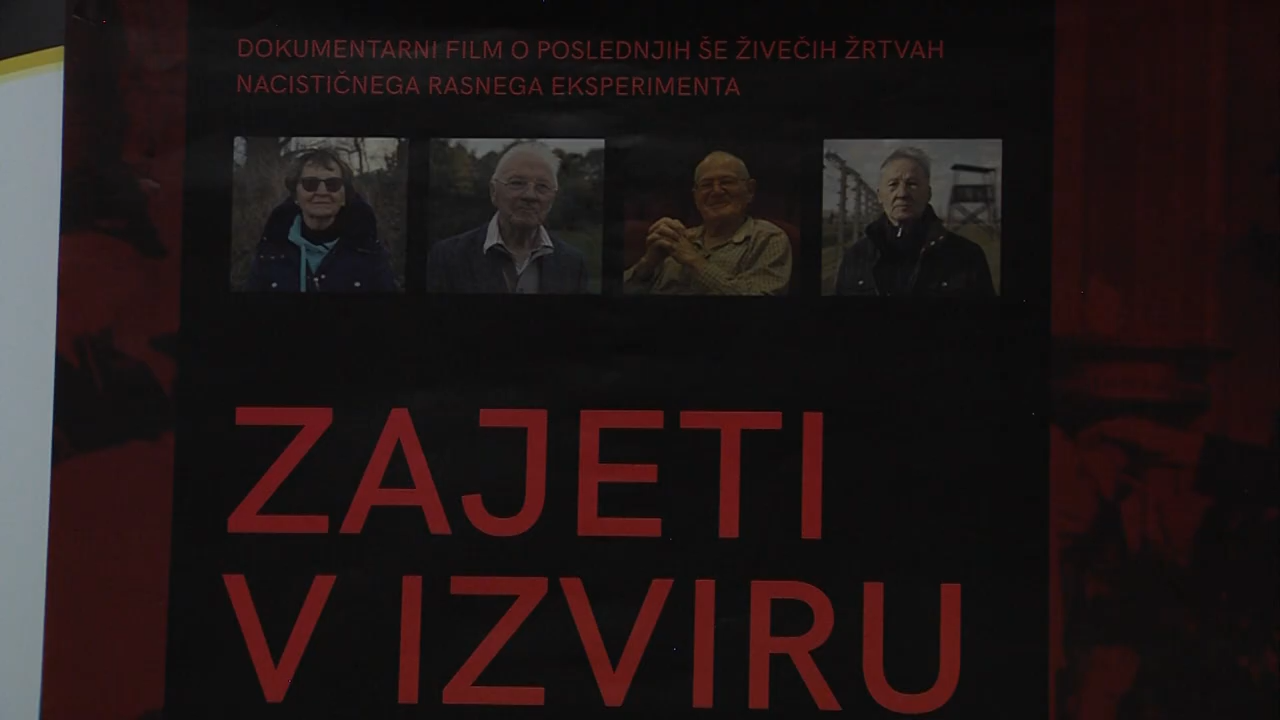 DOKUMENTARNI FILM O POSLEDNJIH ŠE ŽIVEČIH ŽRTVAH
NACISTIČNEGA RASNEGA EKSPERIMENTA
ZAJETI
V IZVIRU